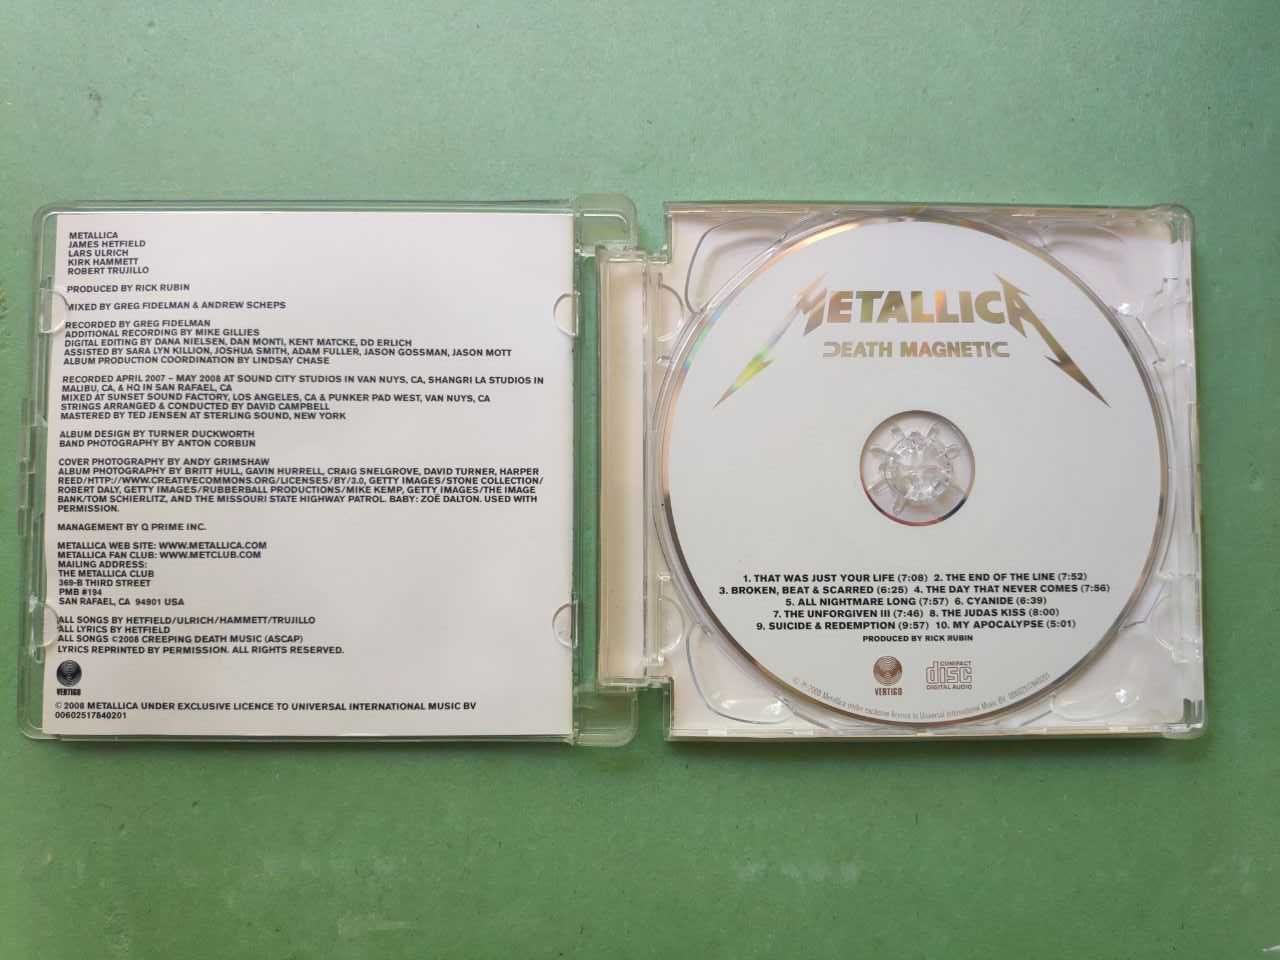 METALLICA
JAMES HETFIELD
LARS ULRICH
KIRK HAMMETT
ROBERT TRUJILLO
PRODUCED BY RICK RUBIN
MIXED BY GREG FIDELMAN & ANDREW SCHEPS
RECORDED BY GREG FIDELMAN
ADDITIONAL RECORDING BY MIKE GILLIES
DIGITAL EDITING BY DANA NIELSEN, DAN MONTI, KENT MATCKE, DD ERLICH
ASSISTED BY SARA LYN KILLION, JOSHUA SMITH, ADAM FULLER, JASON GOSSMAN, JASON MOTT
ALBUM PRODUCTION COORDINATION BY LINDSAY CHASE
RECORDED APRIL 2007 – MAY 2008 AT SOUND CITY STUDIOS IN VAN NUYS, CA, SHANGRI LA STUDIOS IN
MALIBU, CA, & HQ IN SAN RAFAEL, CA
MIXED AT SUNSET SOUND FACTORY, LOS ANGELES, CA & PUNKER PAD WEST, VAN NUYS, CA
STRINGS ARRANGED & CONDUCTED BY DAVID CAMPBELL
MASTERED BY TED JENSEN AT STERLING SOUND, NEW YORK
ALBUM DESIGN BY TURNER DUCKWORTH
BAND PHOTOGRAPHY BY ANTON CORBIJN
COVER PHOTOGRAPHY BY ANDY GRIMSHAW
ALBUM PHOTOGRAPHY BY BRITT HULL, GAVIN HURRELL, CRAIG SNELGROVE, DAVID TURNER, HARPER
REED/HTTP://WWW.CREATIVECOMMONS.ORG/LICENSES/BY/3.0, GETTY IMAGES/STONE COLLECTION/
ROBERT DALY, GETTY IMAGES/RUBBERBALL PRODUCTIONS/MIKE KEMP, GETTY IMAGES/THE IMAGE
BANK/TOM SCHIERLITZ, AND THE MISSOURI STATE HIGHWAY PATROL. BABY: ZOË DALTON. USED WITH
PERMISSION.
MANAGEMENT BY Q PRIME INC.
METALLICA WEB SITE: WWW.METALLICA.COM
METALLICA FAN CLUB: WWW.METCLUB.COM
MAILING ADDRESS:
THE METALLICA CLUB
369-B THIRD STREET
PMB #194
SAN RAFAEL, CA 94901 USA
ALL SONGS BY HETFIELD/ULRICH/HAMMETT/TRUJILLO
ALL LYRICS BY HETFIELD
ALL SONGS ©2008 CREEPING DEATH MUSIC (ASCAP)
LYRICS REPRINTED BY PERMISSION. ALL RIGHTS RESERVED.
VERTIGO
© 2008 METALLICA UNDER EXCLUSIVE LICENCE TO UNIVERSAL INTERNATIONAL MUSIC BV
00602517840201
METALLICA
DEATH MAGNETIC
1. THAT WAS JUST YOUR LIFE (7:08) 2. THE END OF THE LINE (7:52)
3. BROKEN, BEAT & SCARRED (6:25) 4. THE DAY THAT NEVER COMES (7:56)
5. ALL NIGHTMARE LONG (7:57) 6. CYANIDE (6:39)
7. THE UNFORGIVEN III (7:46) 8. THE JUDAS KISS (8:00)
9. SUICIDE & REDEMPTION (9:57) 10. MY APOCALYPSE (5:01)
PRODUCED BY RICK RUBIN
VERTIGO
COMPACT
disc
DIGITAL AUDIO
© ℗ 2008 Metallica under exclusive licence to Universal International Music BV. 00602517840201